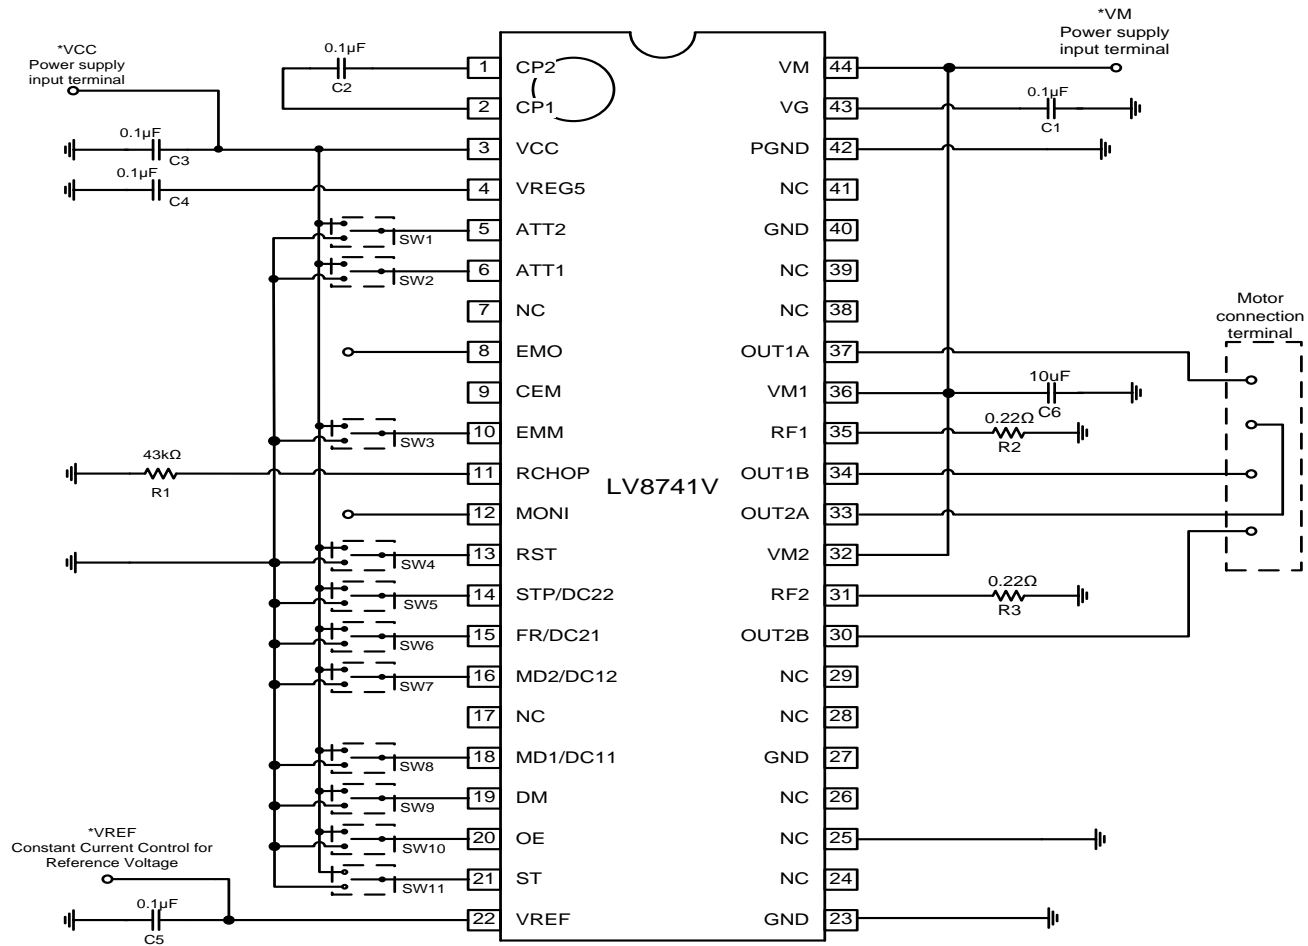 *VCC
Power supply
input terminal
*VM
Power supply
input terminal
0.1µF
C2
1 CP2
VM 44
2 CP1
VG 43
0.1µF
C1
0.1µF
C3
3 VCC
PGND 42
0.1µF
C4
4 VREG5
NC 41
SW1
5 ATT2
GND 40
SW2
6 ATT1
NC 39
7 NC
NC 38
Motor
connection
terminal
8 EMO
OUT1A 37
9 CEM
VM1 36
10uF
C6
SW3
10 EMM
RF1 35
0.22Ω
R2
43kΩ
R1
11 RCHOP
LV8741V
OUT1B 34
12 MONI
OUT2A 33
SW4
13 RST
VM2 32
SW5
14 STP/DC22
RF2 31
0.22Ω
R3
SW6
15 FR/DC21
OUT2B 30
SW7
16 MD2/DC12
NC 29
17 NC
NC 28
SW8
18 MD1/DC11
GND 27
SW9
19 DM
NC 26
*VREF
Constant Current Control for
Reference Voltage
SW10
20 OE
NC 25
SW11
21 ST
NC 24
0.1µF
C5
22 VREF
GND 23